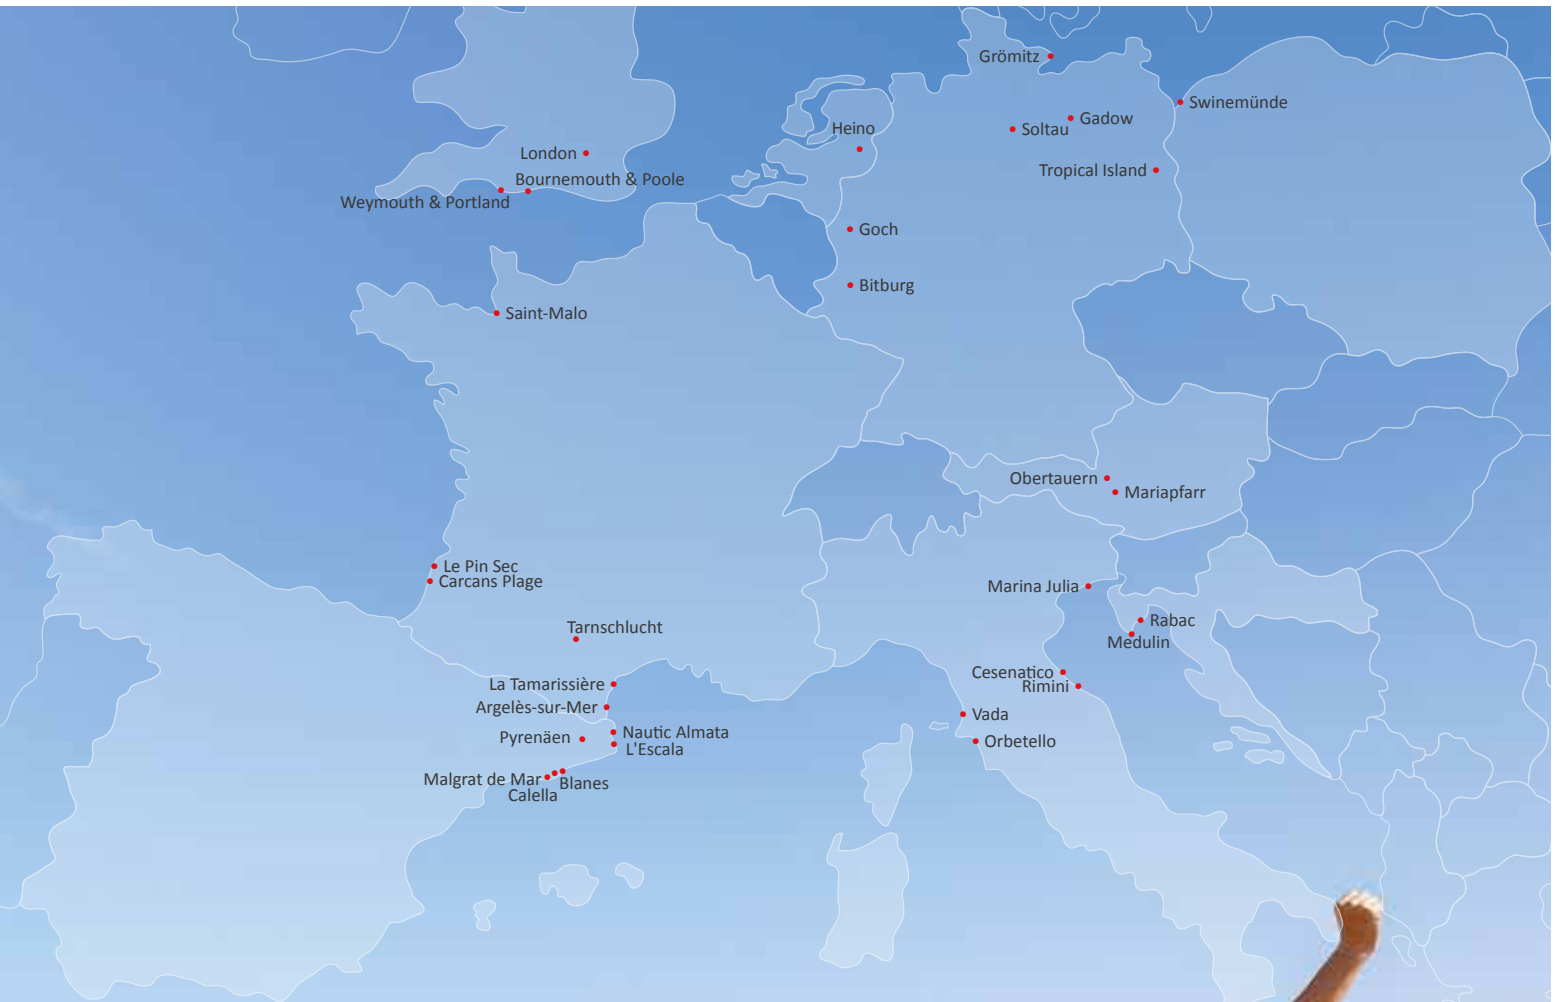 Grömitz
Swinemünde
Gadow
Soltau
Heino
London
Tropical Island
Bournemouth & Poole
Weymouth & Portland
Goch
Bitburg
Saint-Malo
Obertauern
Mariapfarr
Le Pin Sec
Carcans Plage
Marina Julia
Rabac
Tarnschlucht
Medulin
Cesenatico
La Tamarissière
Rimini
Argelès-sur-Mer
Vada
Nautic Almata
Pyrenäen
Orbetello
L'Escala
Malgrat de Mar
Blanes
Calella